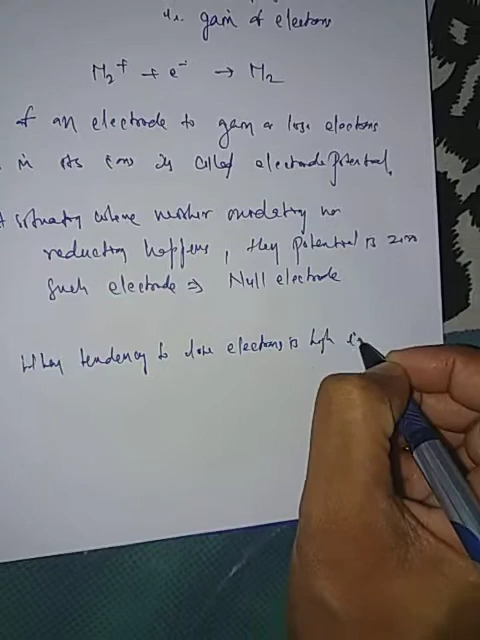 gain of electrons
M₂⁺ + e⁻ → M₂
of an electrode to gain or lose electrons
in its ions is called electrode potential.
situation where neither oxidation nor
reduction happens, then potential is zero
such electrode ⇒ Null electrode
When tendency to lose electrons is high